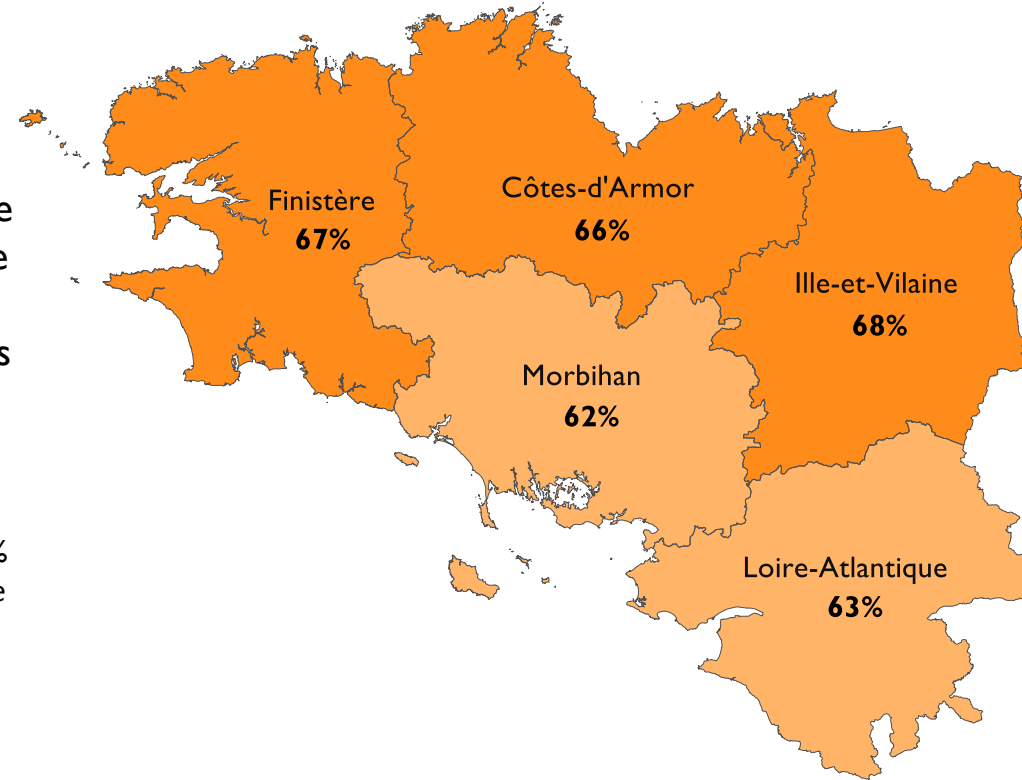 Côtes-d'Armor
66%
Finistère
67%
Ille-et-Vilaine
68%
Morbihan
62%
Loire-Atlantique
63%
e
e
s
%
e